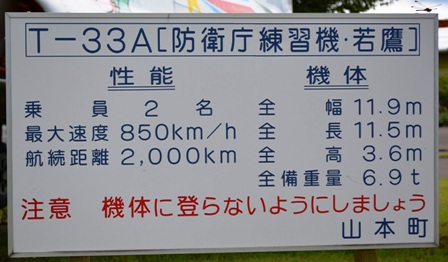 T－33A［防衛庁練習機・若鷹］
性能　機体
乗員 2名　全幅 11.9m
最大速度 850km/h　全長 11.5m
航続距離 2,000km　全高 3.6m
全備重量 6.9t
注意　機体に登らないようにしましょう
山本町